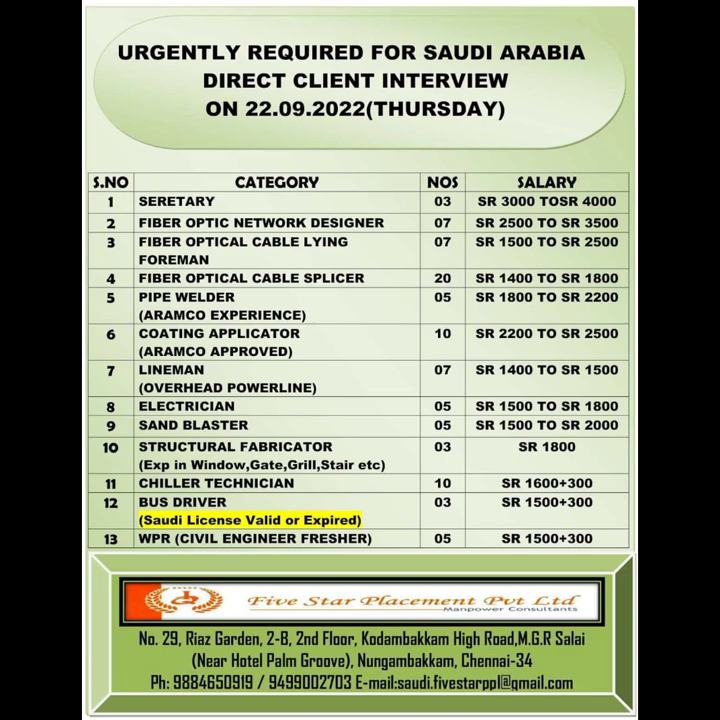 URGENTLY REQUIRED FOR SAUDI ARABIA
DIRECT CLIENT INTERVIEW
ON 22.09.2022(THURSDAY)
S.NO CATEGORY NOS SALARY
1 SERETARY 03 SR 3000 TOSR 4000
2 FIBER OPTIC NETWORK DESIGNER 07 SR 2500 TO SR 3500
3 FIBER OPTICAL CABLE LYING 07 SR 1500 TO SR 2500
FOREMAN
4 FIBER OPTICAL CABLE SPLICER 20 SR 1400 TO SR 1800
5 PIPE WELDER 05 SR 1800 TO SR 2200
(ARAMCO EXPERIENCE)
6 COATING APPLICATOR 10 SR 2200 TO SR 2500
(ARAMCO APPROVED)
7 LINEMAN 07 SR 1400 TO SR 1500
(OVERHEAD POWERLINE)
8 ELECTRICIAN 05 SR 1500 TO SR 1800
9 SAND BLASTER 05 SR 1500 TO SR 2000
10 STRUCTURAL FABRICATOR 03 SR 1800
(Exp in Window,Gate,Grill,Stair etc)
11 CHILLER TECHNICIAN 10 SR 1600+300
12 BUS DRIVER 03 SR 1500+300
(Saudi License Valid or Expired)
13 WPR (CIVIL ENGINEER FRESHER) 05 SR 1500+300
Five Star Placement Pvt Ltd
Manpower Consultants
No. 29, Riaz Garden, 2-B, 2nd Floor, Kodambakkam High Road,M.G.R Salai
(Near Hotel Palm Groove), Nungambakkam, Chennai-34
Ph: 9884650919 / 9499002703 E-mail:saudi.fivestarppl@gmail.com